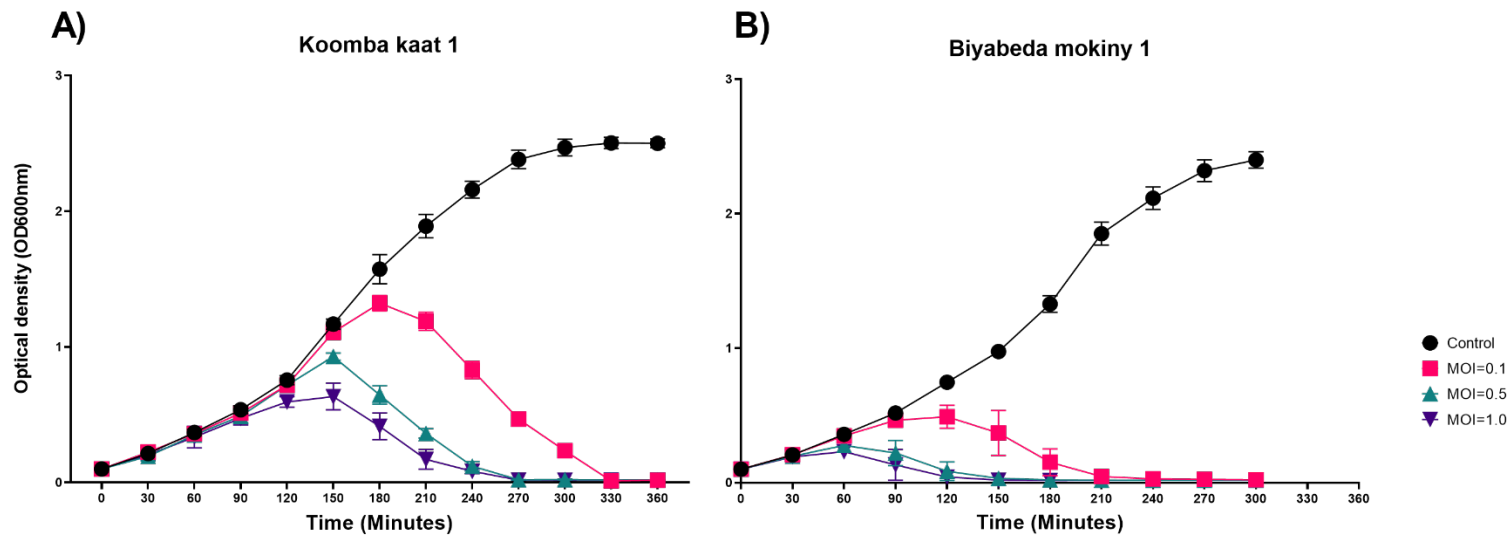 A)
Koomba kaat 1
Optical density (OD600nm)
3
2
1
0
0 30 60 90 120 150 180 210 240 270 300 330 360
Time (Minutes)
B)
Biyabeda mokiny 1
3
2
1
0
0 30 60 90 120 150 180 210 240 270 300 330 360
Time (Minutes)
Control
MOI=0.1
MOI=0.5
MOI=1.0